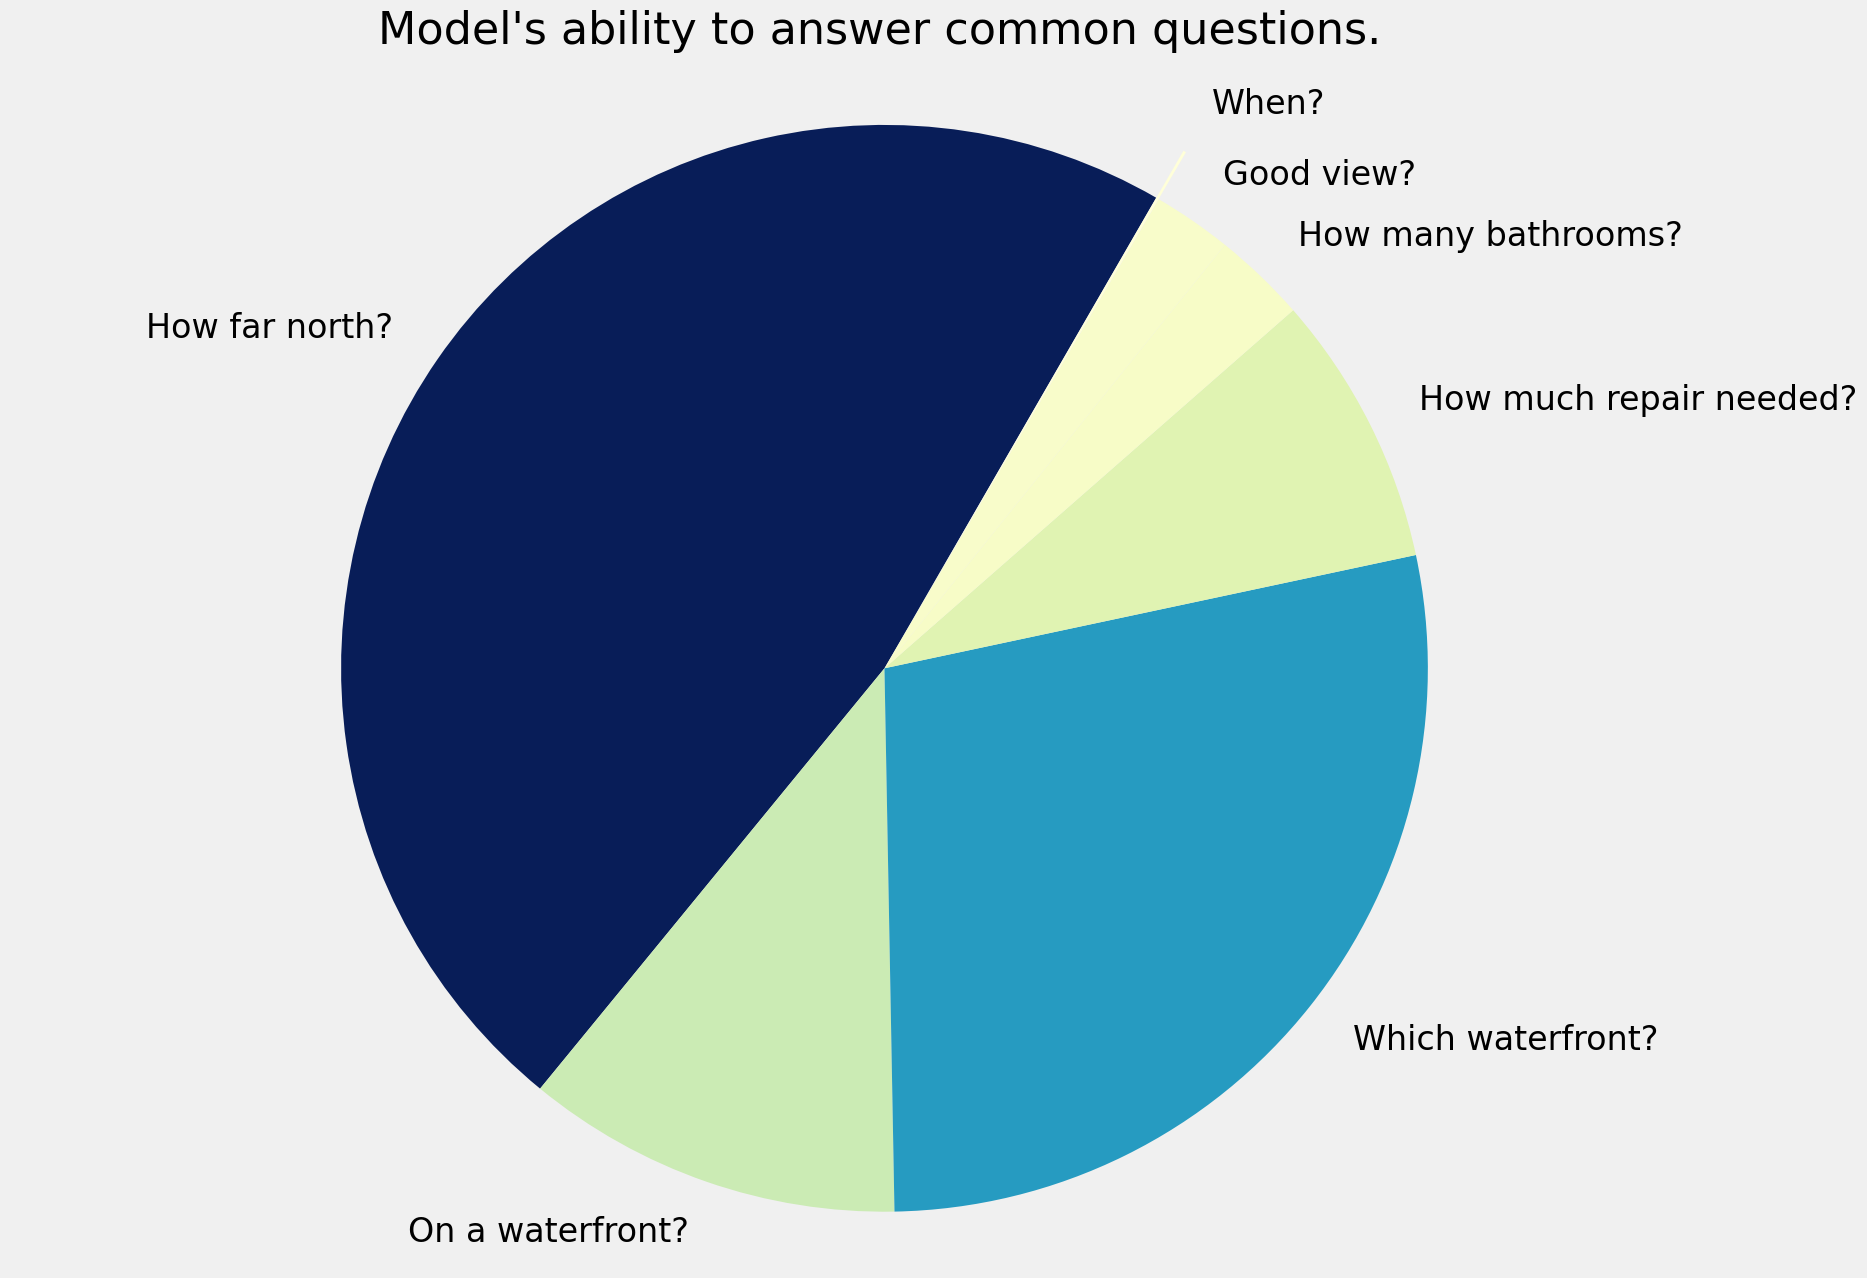 Model's ability to answer common questions.
When?
Good view?
How many bathrooms?
How far north?
How much repair needed?
Which waterfront?
On a waterfront?